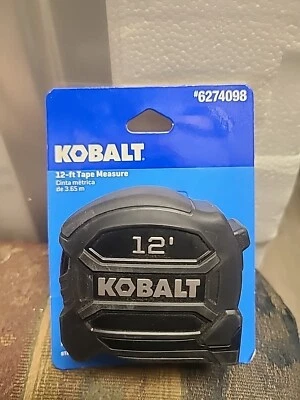 #6274098
KOBALT
12-ft Tape Measure
Cinta métrica
de 3.65 m
12'
KOBALT